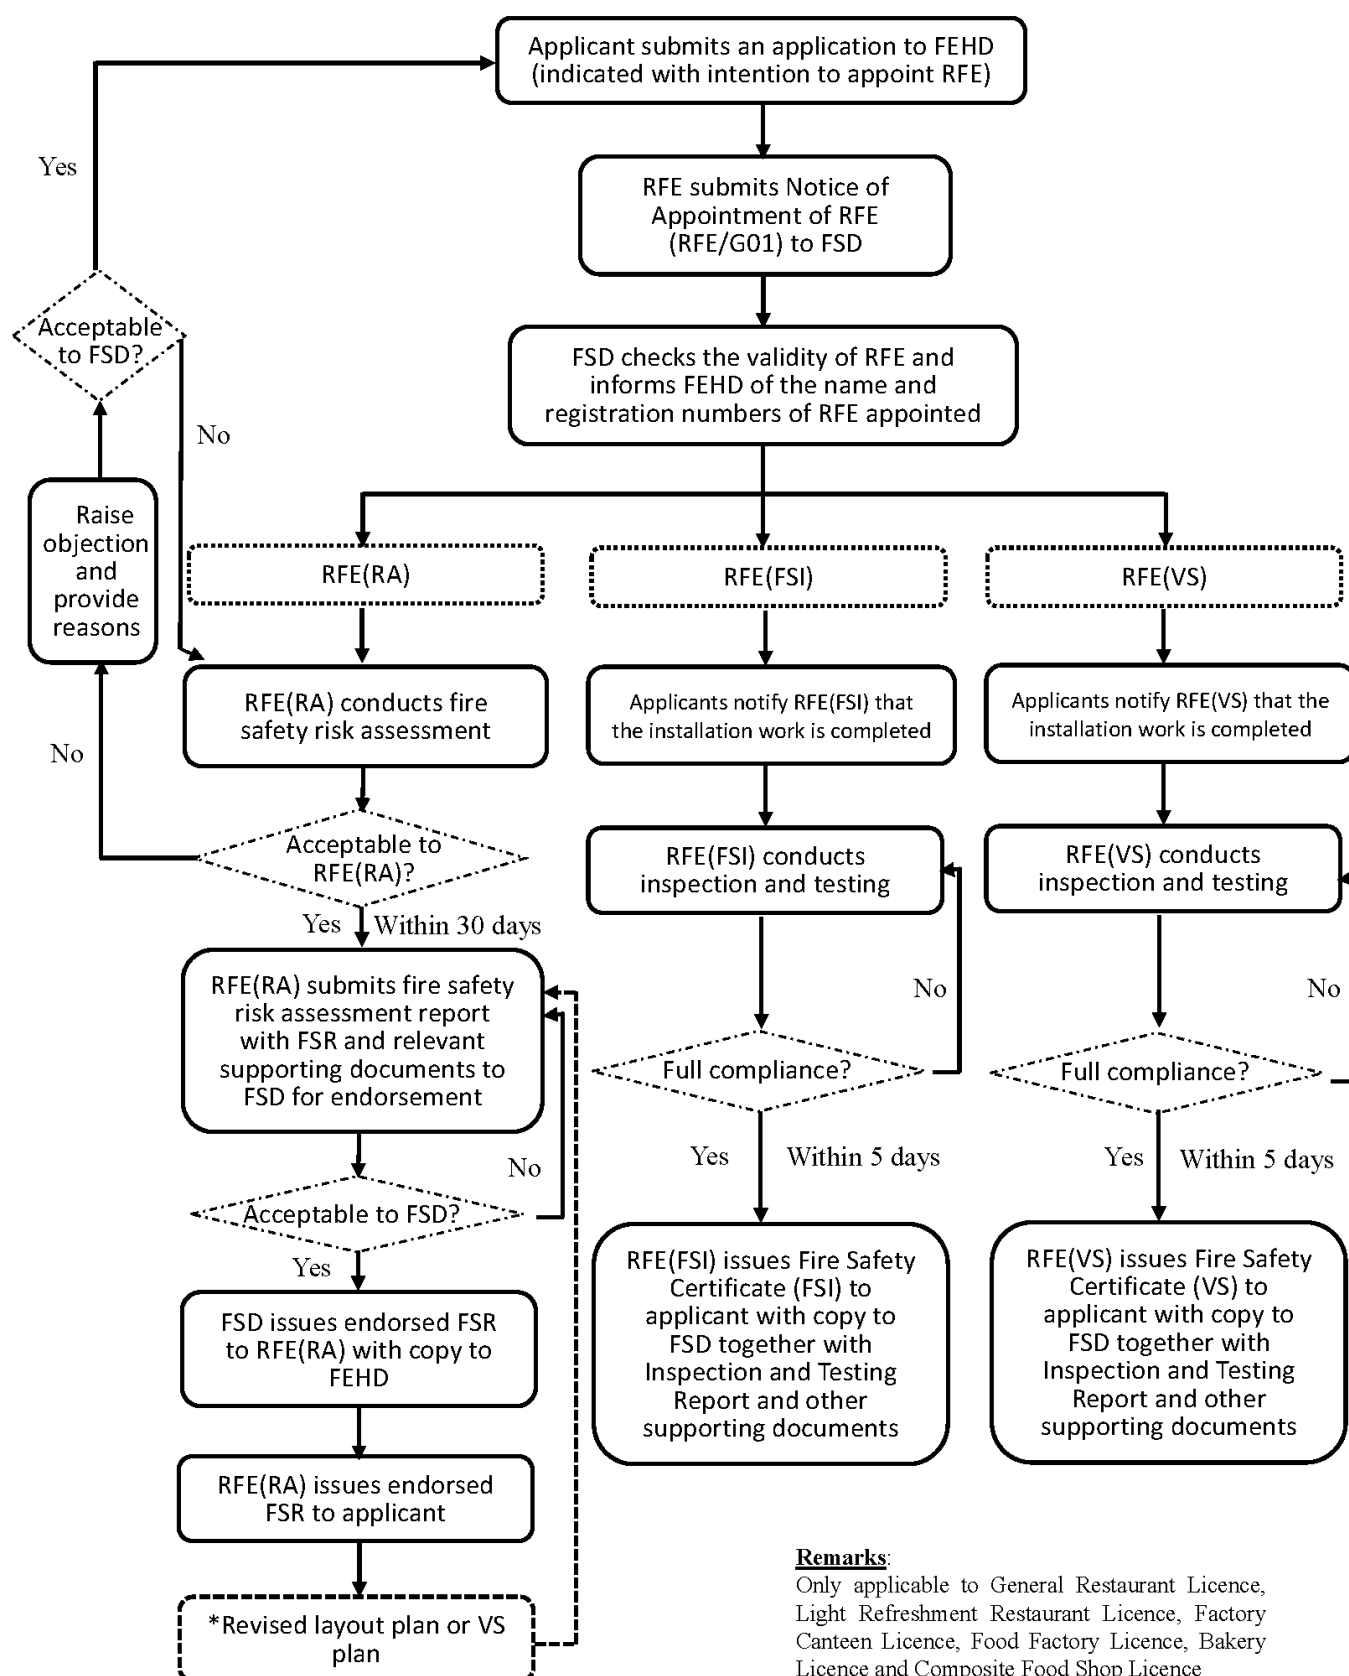 Applicant submits an application to FEHD
(indicated with intention to appoint RFE)
Yes
RFE submits Notice of
Appointment of RFE
(RFE/G01) to FSD
Acceptable
to FSD?
FSD checks the validity of RFE and
informs FEHD of the name and
registration numbers of RFE appointed
No
Raise
objection
and
provide
reasons
RFE(RA)
RFE(FSI)
RFE(VS)
RFE(RA) conducts fire
safety risk assessment
Applicants notify RFE(FSI) that
the installation work is completed
Applicants notify RFE(VS) that the
installation work is completed
No
Acceptable to
RFE(RA)?
RFE(FSI) conducts
inspection and testing
RFE(VS) conducts
inspection and testing
Yes
Within 30 days
RFE(RA) submits fire safety
risk assessment report
with FSR and relevant
supporting documents to
FSD for endorsement
No
No
Full compliance?
Full compliance?
No
Yes
Within 5 days
Yes
Within 5 days
Acceptable to FSD?
Yes
RFE(FSI) issues Fire Safety
Certificate (FSI) to
applicant with copy to
FSD together with
Inspection and Testing
Report and other
supporting documents
RFE(VS) issues Fire Safety
Certificate (VS) to
applicant with copy to
FSD together with
Inspection and Testing
Report and other
supporting documents
FSD issues endorsed FSR
to RFE(RA) with copy to
FEHD
RFE(RA) issues endorsed
FSR to applicant
*Revised layout plan or VS
plan
Remarks:
Only applicable to General Restaurant Licence,
Light Refreshment Restaurant Licence, Factory
Canteen Licence, Food Factory Licence, Bakery
Licence and Composite Food Shop Licence